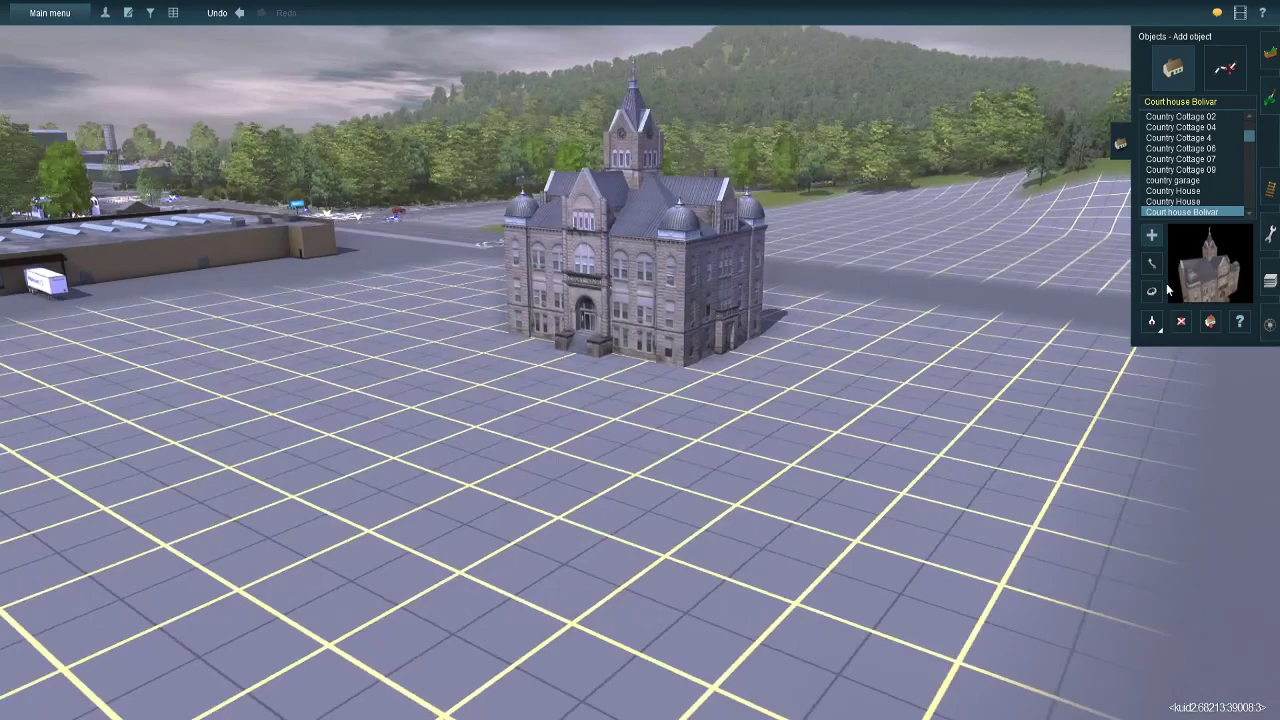 Main menu
Undo
Redo
?
Objects - Add object
Court house Bolivar
Country Cottage 02
Country Cottage 04
Country Cottage 4
Country Cottage 06
Country Cottage 07
Country Cottage 09
country garage
Country House
Country House
Court house Bolivar
?
<kuid2:68213:39008:3>